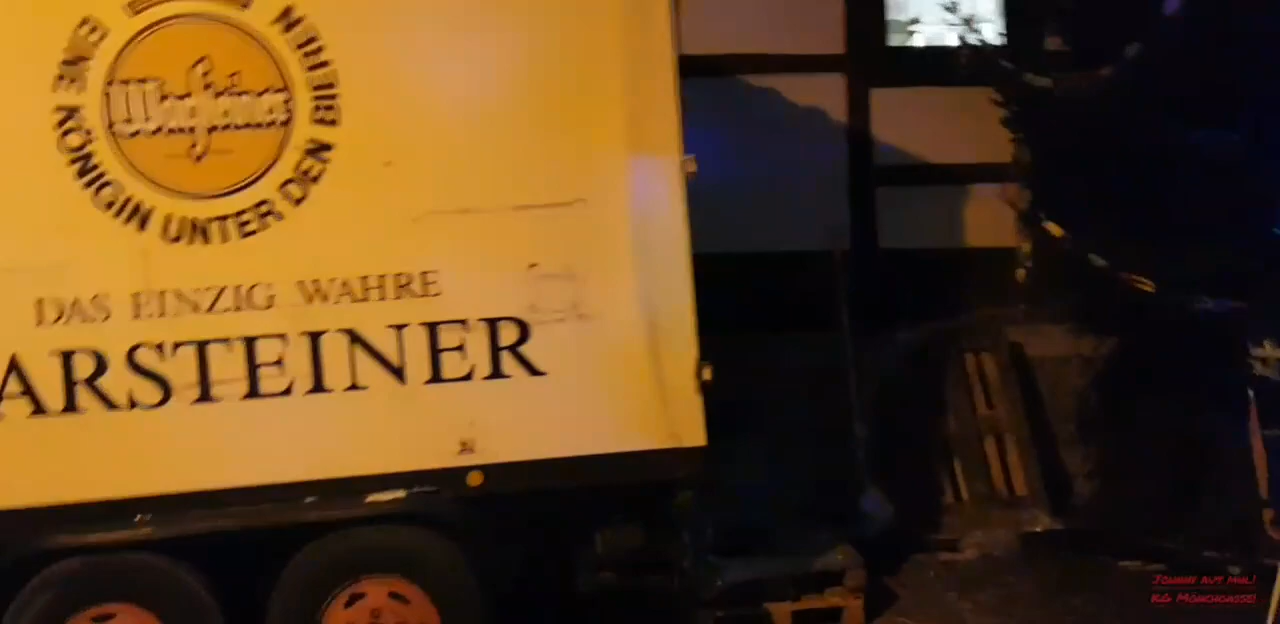 EINE KÖNIGIN UNTER DEN BIEREN
Warsteiner
DAS EINZIG WAHRE
ARSTEINER